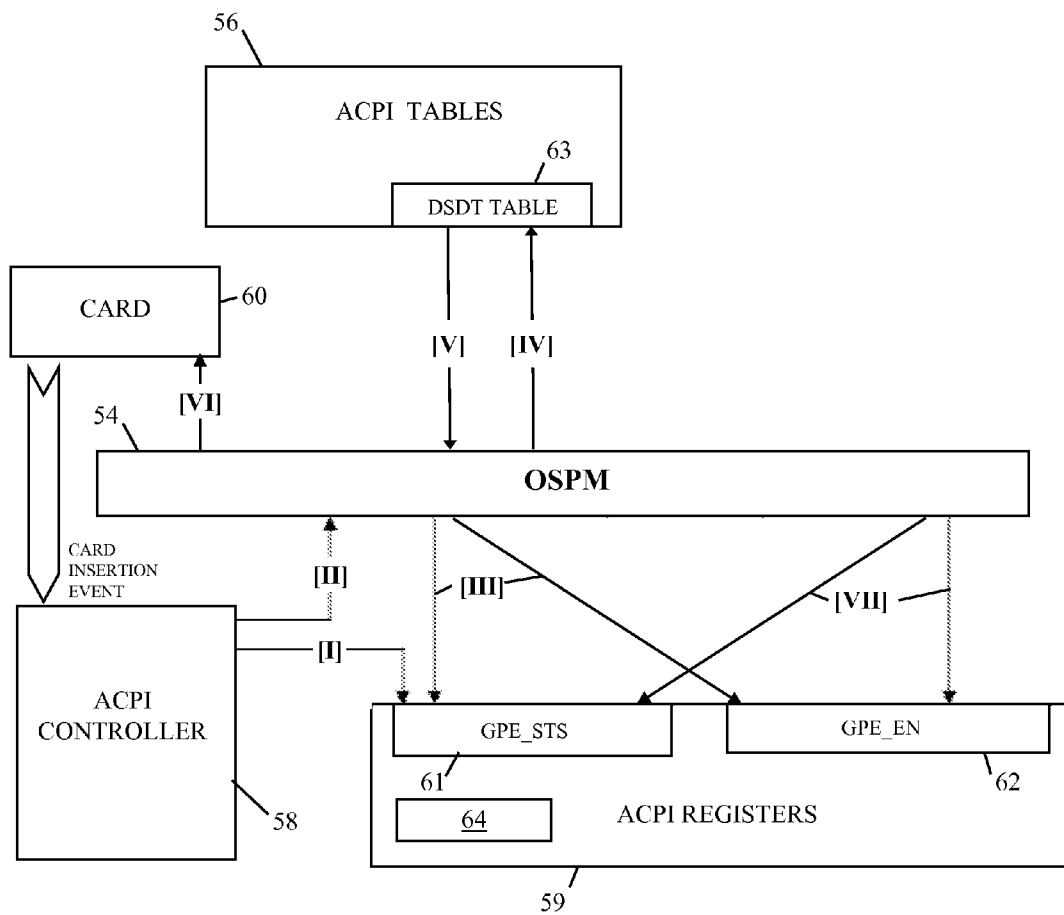 56
ACPI TABLES
63
DSDT TABLE
CARD
60
[V]
[IV]
[VI]
54
OSPM
CARD
INSERTION
EVENT
[II]
[III]
[VII]
[I]
ACPI
CONTROLLER
GPE_STS
GPE_EN
61
62
58
64
ACPI REGISTERS
59